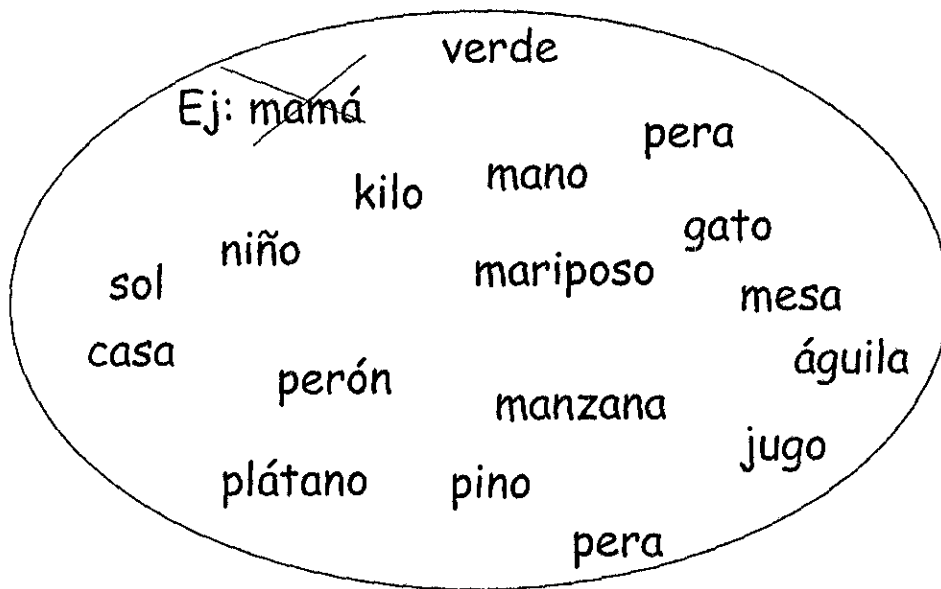 verde
Ej: mamá
pera
mano
kilo
gato
niño
mariposo
sol
mesa
casa
águila
perón
manzana
jugo
plátano
pino
pera